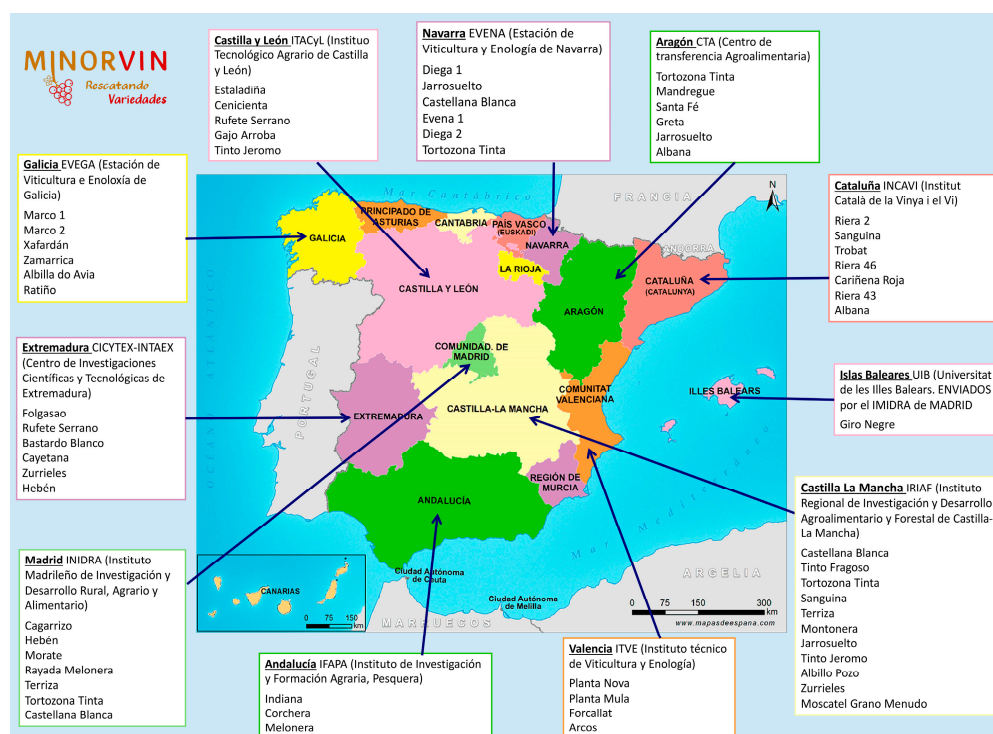 MINORVIN
Rescatando
Variedades
Castilla y León ITACyL (Instituo
Tecnológico Agrario de Castilla
y León)
Estaladiña
Cenicienta
Rufete Serrano
Gajo Arroba
Tinto Jeromo
Navarra EVENA (Estación de
Viticultura y Enología de Navarra)
Diega 1
Jarrosuelto
Castellana Blanca
Evena 1
Diega 2
Tortozona Tinta
Aragón CTA (Centro de
transferencia Agroalimentaria)
Tortozona Tinta
Mandregue
Santa Fé
Greta
Jarrosuelto
Albana
Galicia EVEGA (Estación de
Viticultura e Enoloxía de
Galicia)
Marco 1
Marco 2
Xafardán
Zamarrica
Albilla do Avia
Ratiño
Cataluña INCAVI (Institut
Català de la Vinya i el Vi)
Riera 2
Sanguina
Trobat
Riera 46
Cariñena Roja
Riera 43
Albana
Extremadura CICYTEX-INTAEX
(Centro de Investigaciones
Científicas y Tecnológicas de
Extremadura)
Folgasao
Rufete Serrano
Bastardo Blanco
Cayetana
Zurrieles
Hebén
Islas Baleares UIB (Universitat
de les Illes Balears. ENVIADOS
por el IMIDRA de MADRID
Giro Negre
Castilla La Mancha IRIAF (Instituto
Regional de Investigación y Desarrollo
Agroalimentario y Forestal de Castilla-
La Mancha)
Castellana Blanca
Tinto Fragoso
Tortozona Tinta
Sanguina
Terriza
Montonera
Jarrosuelto
Tinto Jeromo
Albillo Pozo
Zurrieles
Moscatel Grano Menudo
Madrid INIDRA (Instituto
Madrileño de Investigación y
Desarrollo Rural, Agrario y
Alimentario)
Cagarrizo
Hebén
Morate
Rayada Melonera
Terriza
Tortozona Tinta
Castellana Blanca
Andalucía IFAPA (Instituto de Investigación
y Formación Agraria, Pesquera)
Indiana
Corchera
Melonera
Valencia ITVE (Instituto técnico
de Viticultura y Enología)
Planta Nova
Planta Mula
Forcallat
Arcos
Mar Cantábrico
FRANCIA
N
PRINCIPADO DE
ASTURIAS
CANTABRIA
PAÍS VASCO
(EUSKADI)
GALICIA
NAVARRA
ANDORRA
LA RIOJA
CASTILLA Y LEÓN
CATALUÑA
(CATALUNYA)
ARAGÓN
OCÉANO ATLÁNTICO
PORTUGAL
COMUNIDAD. DE
MADRID
COMUNITAT
VALENCIANA
ILLES BALEARS
CASTILLA-LA MANCHA
EXTREMADURA
REGIÓN DE
MURCIA
ANDALUCÍA
Mar Mediterráneo
Ciudad Autónoma
de Ceuta
Ciudad Autónoma
de Melilla
ARGELIA
MARRUECOS
CANARIAS
0 75 150
km
0 75 150 300
km
www.mapasdeespana.com